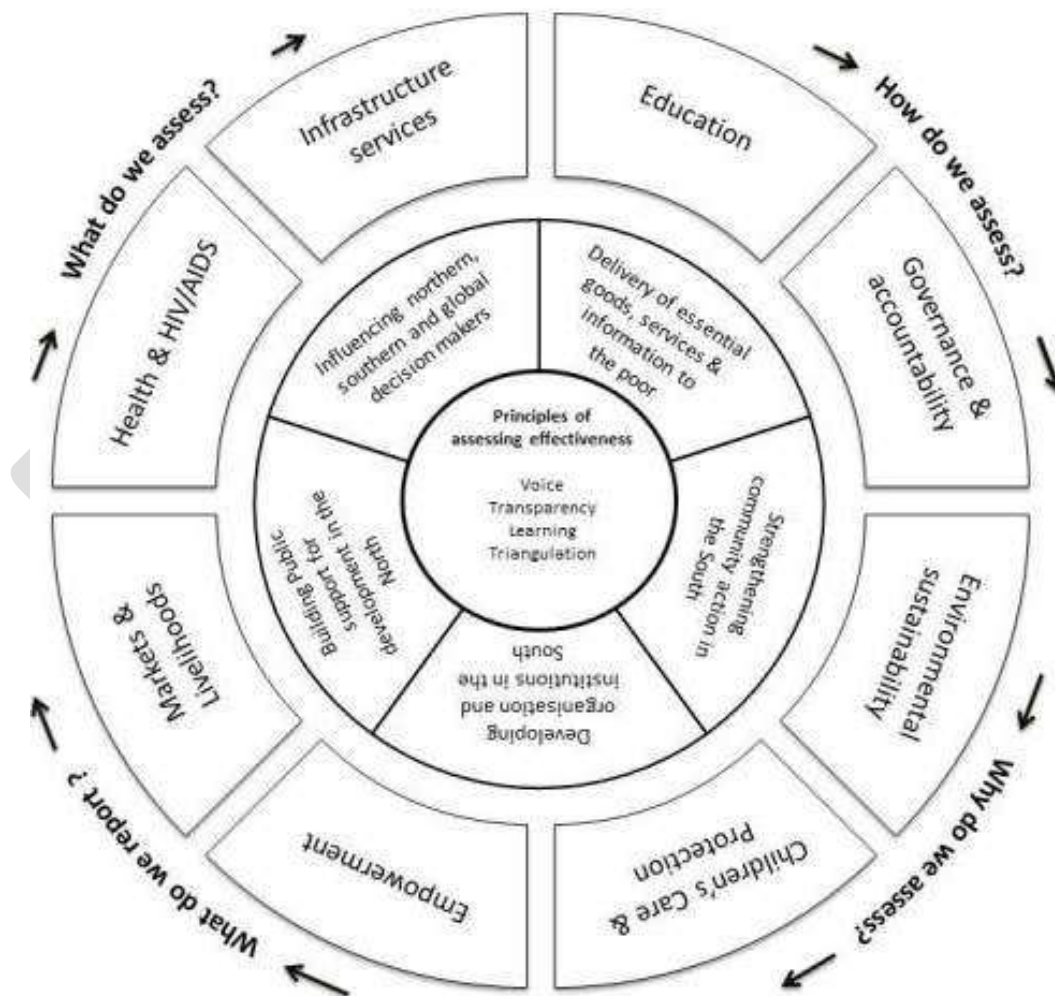 What do we assess?
How do we assess?
Why do we assess?
What do we report ?
Infrastructure
services
Education
Governance &
accountability
Environmental
sustainability
Children's Care &
Protection
Empowerment
Markets &
Livelihoods
Health & HIV/AIDS
Influencing northern,
southern and global
decision makers
Delivery of essential
goods, services &
information to
the poor
Strengthening
community action in
the South
Developing
organisation and
institutions in the
South
Building Public
support for
development in the
North
Principles of
assessing effectiveness
Voice
Transparency
Learning
Triangulation